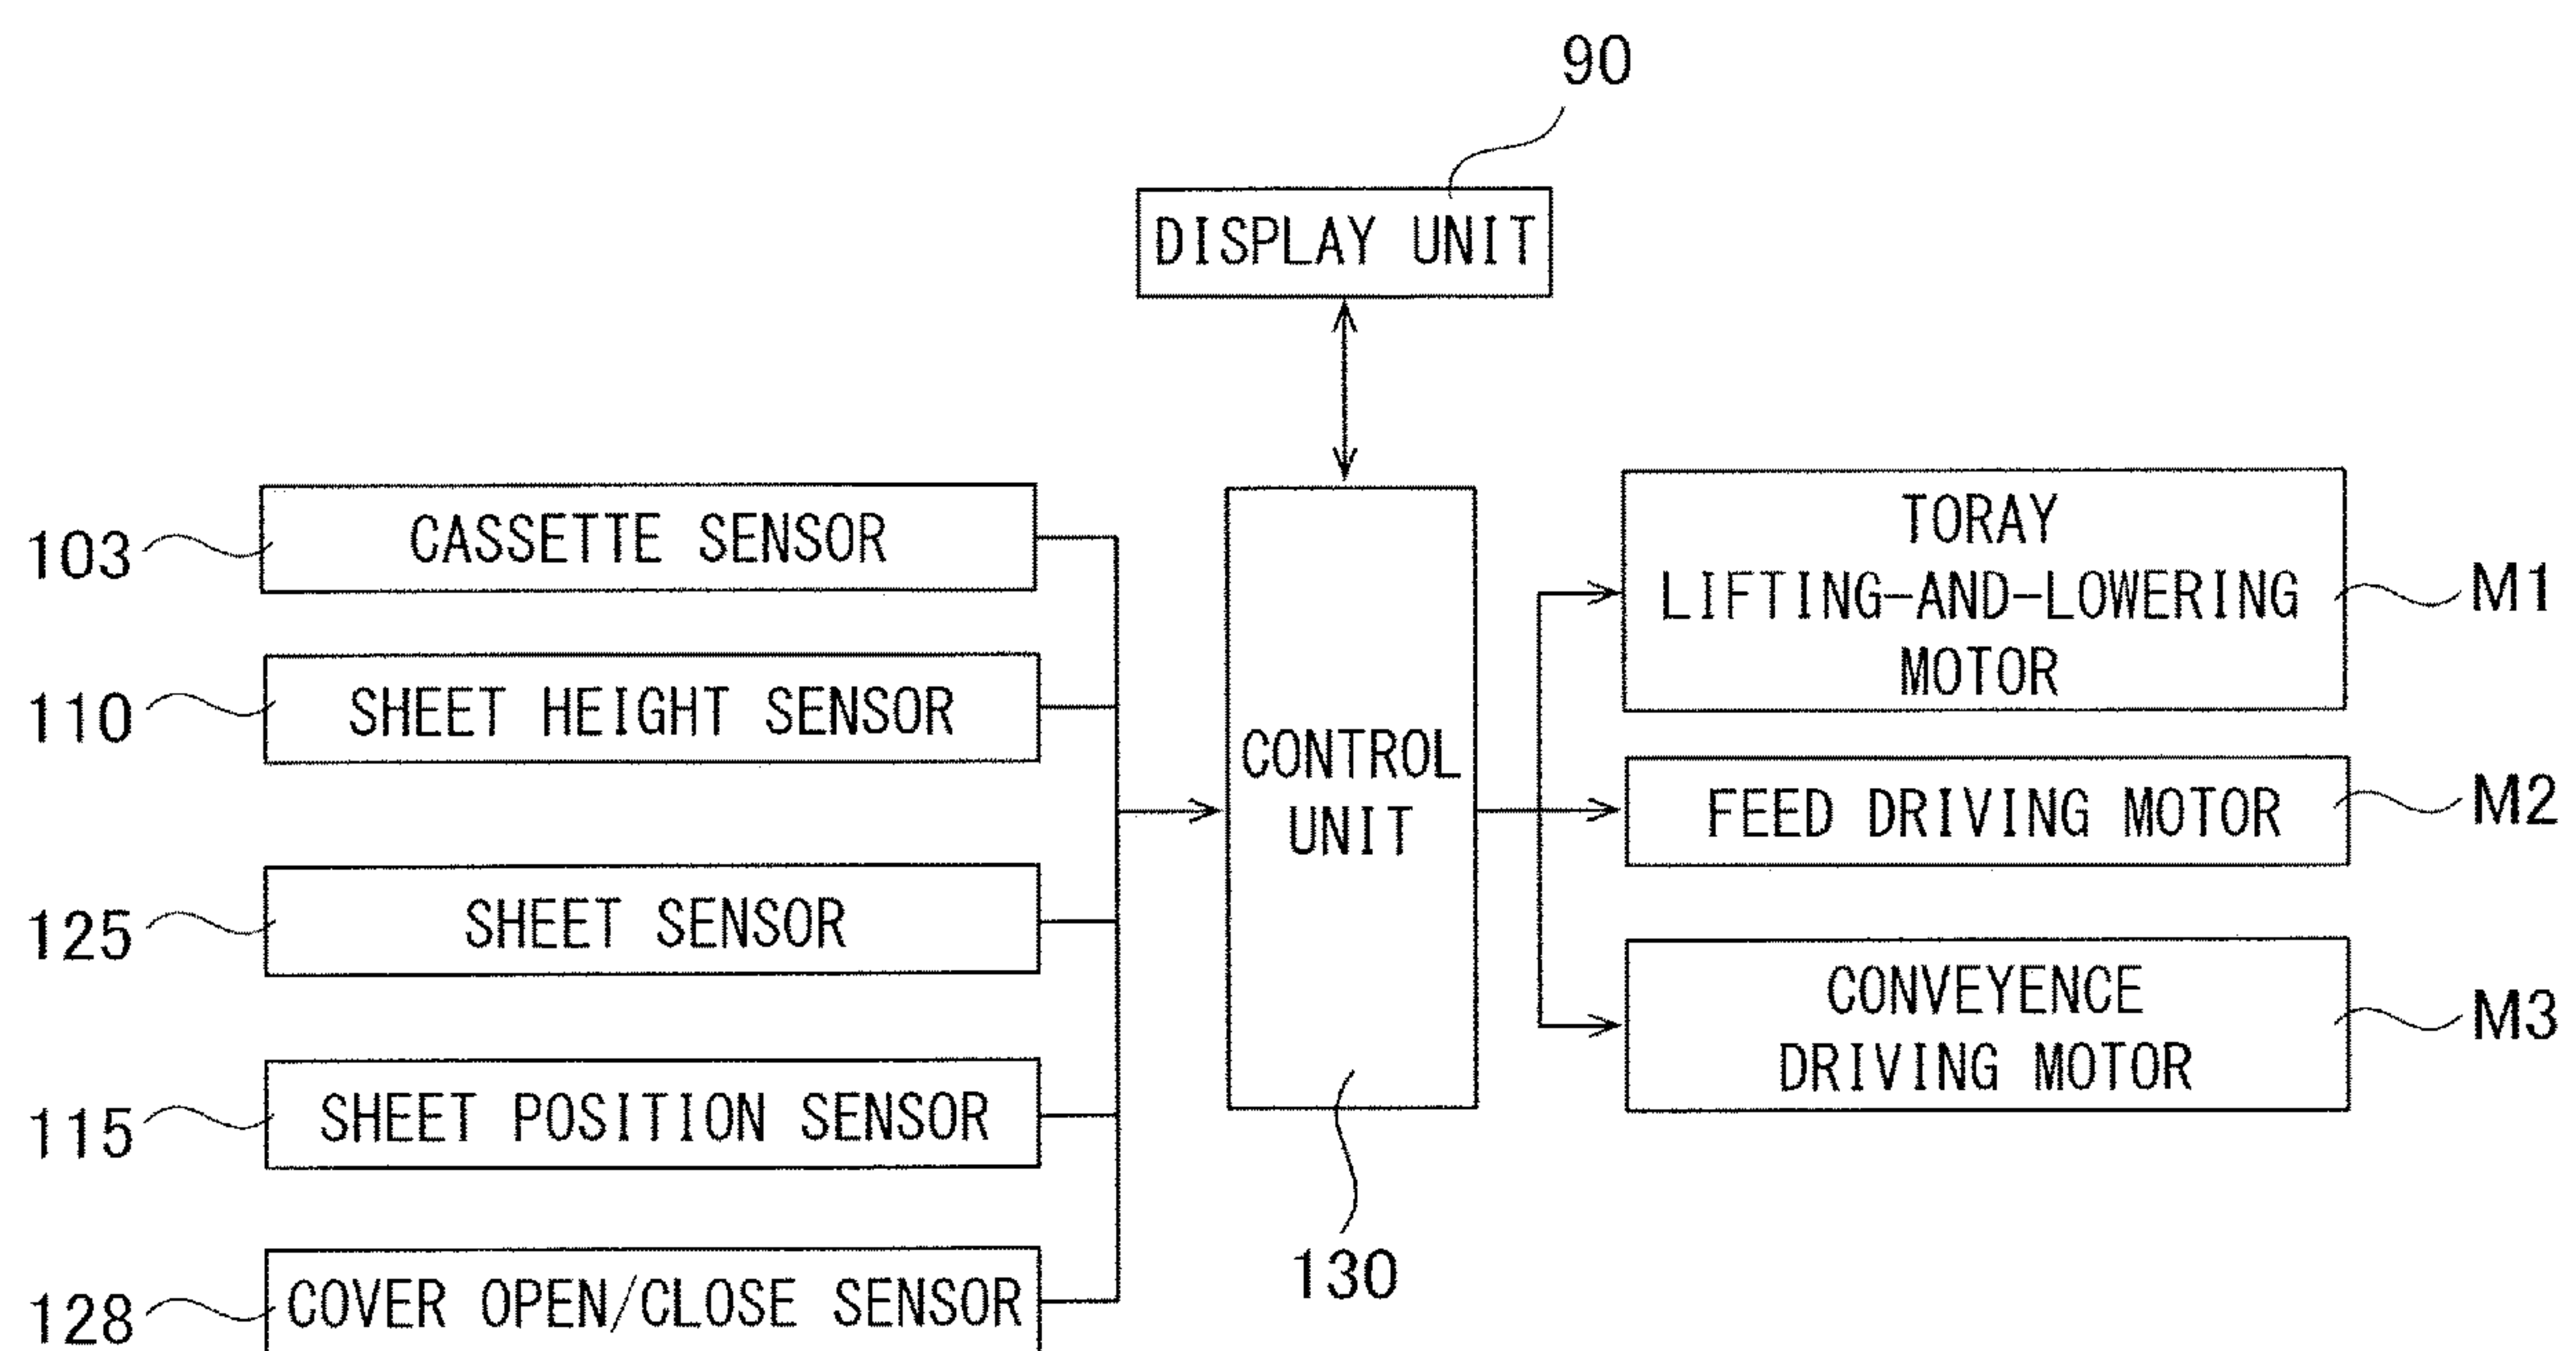 90
DISPLAY UNIT
103
CASSETTE SENSOR
110
SHEET HEIGHT SENSOR
125
SHEET SENSOR
115
SHEET POSITION SENSOR
128
COVER OPEN/CLOSE SENSOR
CONTROL
UNIT
130
TORAY
LIFTING-AND-LOWERING
MOTOR
M1
FEED DRIVING MOTOR
M2
CONVEYENCE
DRIVING MOTOR
M3